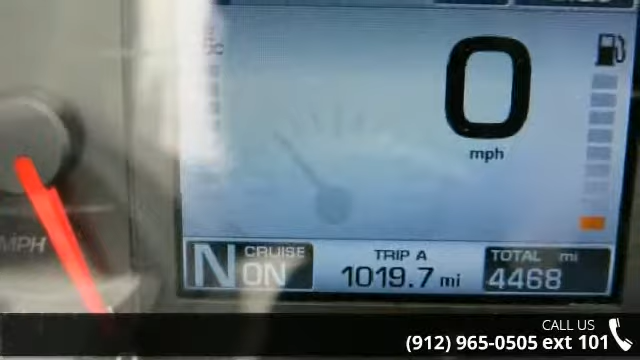 0
mph
MPH
N CRUISE ON
TRIP A
1019.7 mi
TOTAL mi
4468
CALL US
(912) 965-0505 ext 101